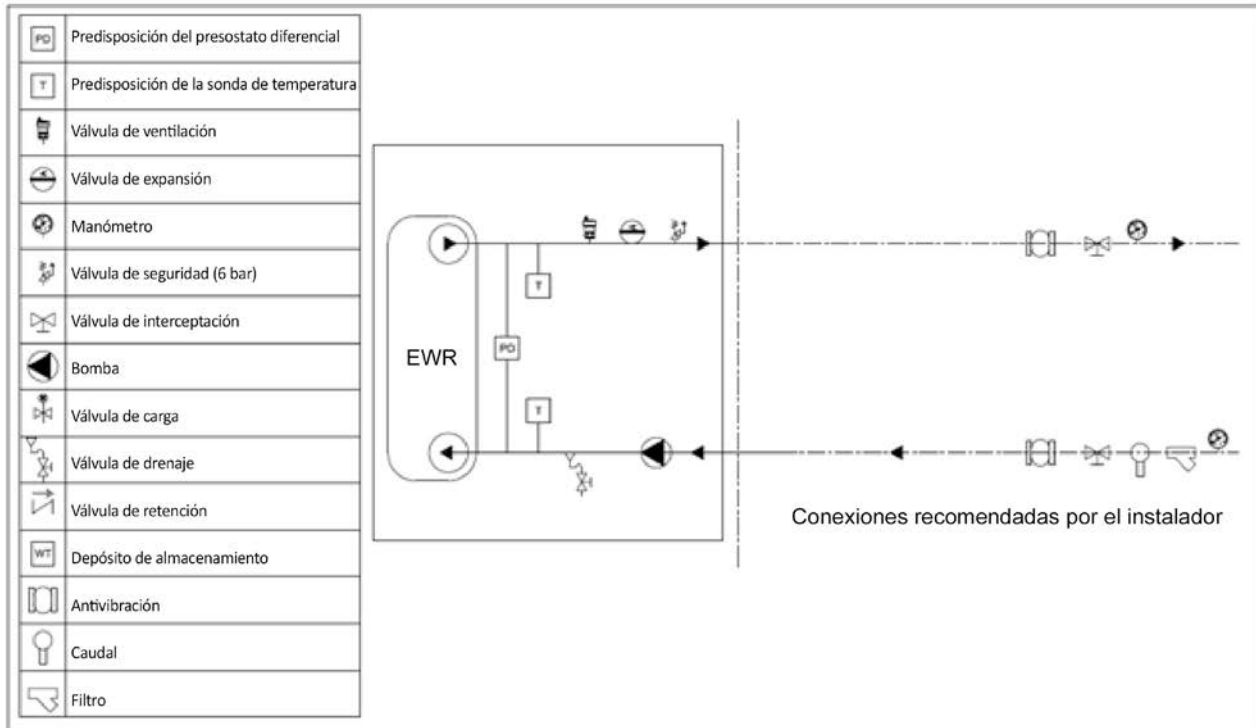 PD Predisposición del presostato diferencial
T Predisposición de la sonda de temperatura
Válvula de ventilación
Válvula de expansión
Manómetro
Válvula de seguridad (6 bar)
Válvula de interceptación
Bomba
Válvula de carga
Válvula de drenaje
Válvula de retención
WT Depósito de almacenamiento
Antivibración
Caudal
Filtro
T
PD
EWR
T
Conexiones recomendadas por el instalador